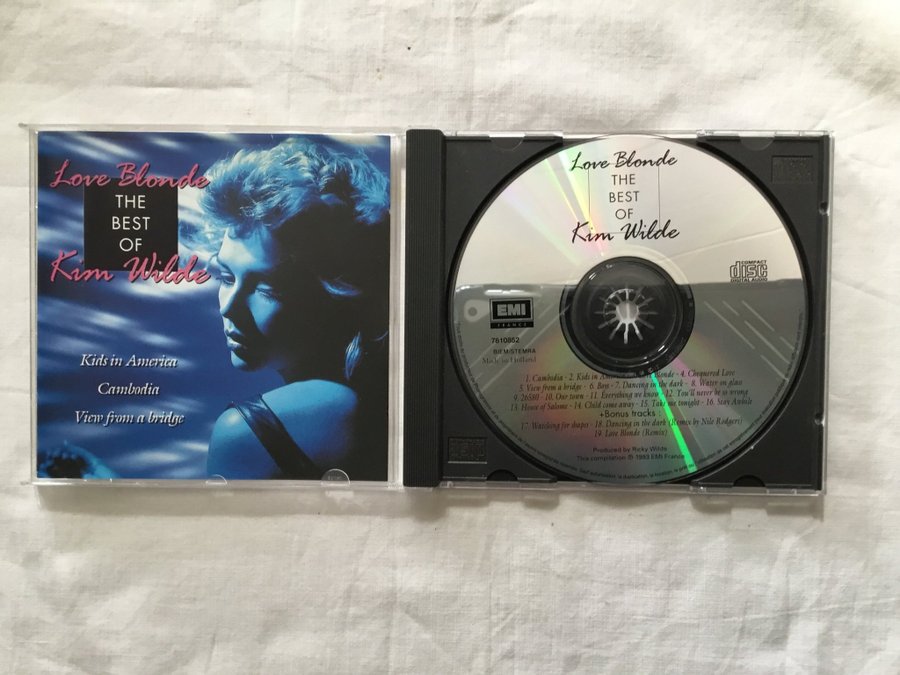 Love Blonde
THE
BEST
OF
Kim Wilde
Kids in America
Cambodia
View from a bridge
Love Blonde
THE
BEST
OF
Kim Wilde
COMPACT
disc
DIGITAL AUDIO
EMI
FRANCE
7610862
BIEM/STEMRA
Made in Holland
1. Cambodia - 2. Kids in America - 3. Love Blonde - 4. Chequered Love
5. View from a bridge - 6. Boys - 7. Dancing in the dark - 8. Water on glass
9. 26580 - 10. One town - 11. Everything we know - 12. You'll never be so wrong
13. House of Salome - 14. Child come away - 15. Take me tonight - 16. Stay Awhile
+Bonus tracks :
17. Watching for shapes - 18. Dancing in the dark (Remix by Nile Rodgers)
19. Love Blonde (Remix)
Produced by Ricky Wilde
This compilation ℗ 1993 EMI France